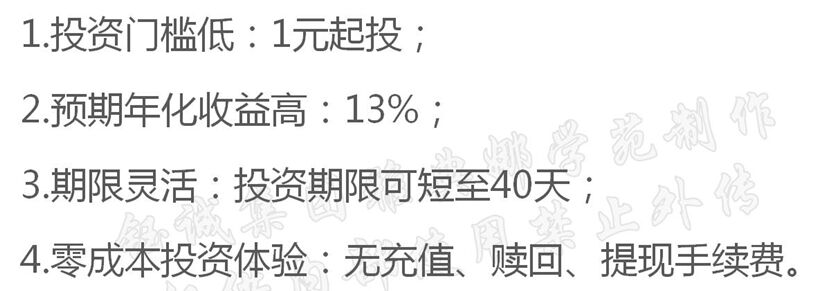 1.投资门槛低：1元起投；
2.预期年化收益高：13%；
3.期限灵活：投资期限可短至40天；
4.零成本投资体验：无充值、赎回、提现手续费。